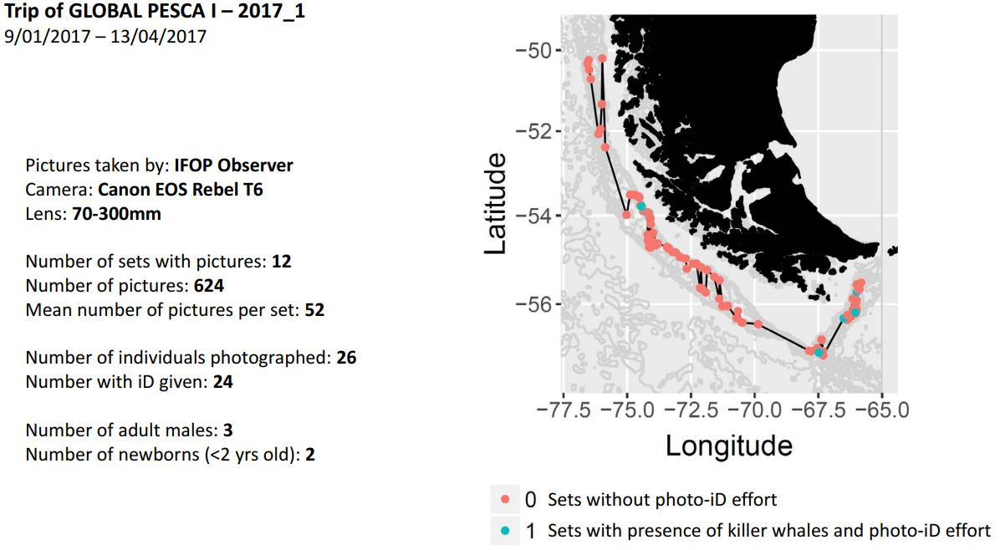 Trip of GLOBAL PESCA I – 2017_1
9/01/2017 – 13/04/2017
Pictures taken by: IFOP Observer
Camera: Canon EOS Rebel T6
Lens: 70-300mm
Number of sets with pictures: 12
Number of pictures: 624
Mean number of pictures per set: 52
Number of individuals photographed: 26
Number with iD given: 24
Number of adult males: 3
Number of newborns (<2 yrs old): 2
Latitude
−50
−52
−54
−56
−77.5 −75.0 −72.5 −70.0 −67.5 −65.0
Longitude
0 Sets without photo-iD effort
1 Sets with presence of killer whales and photo-iD effort